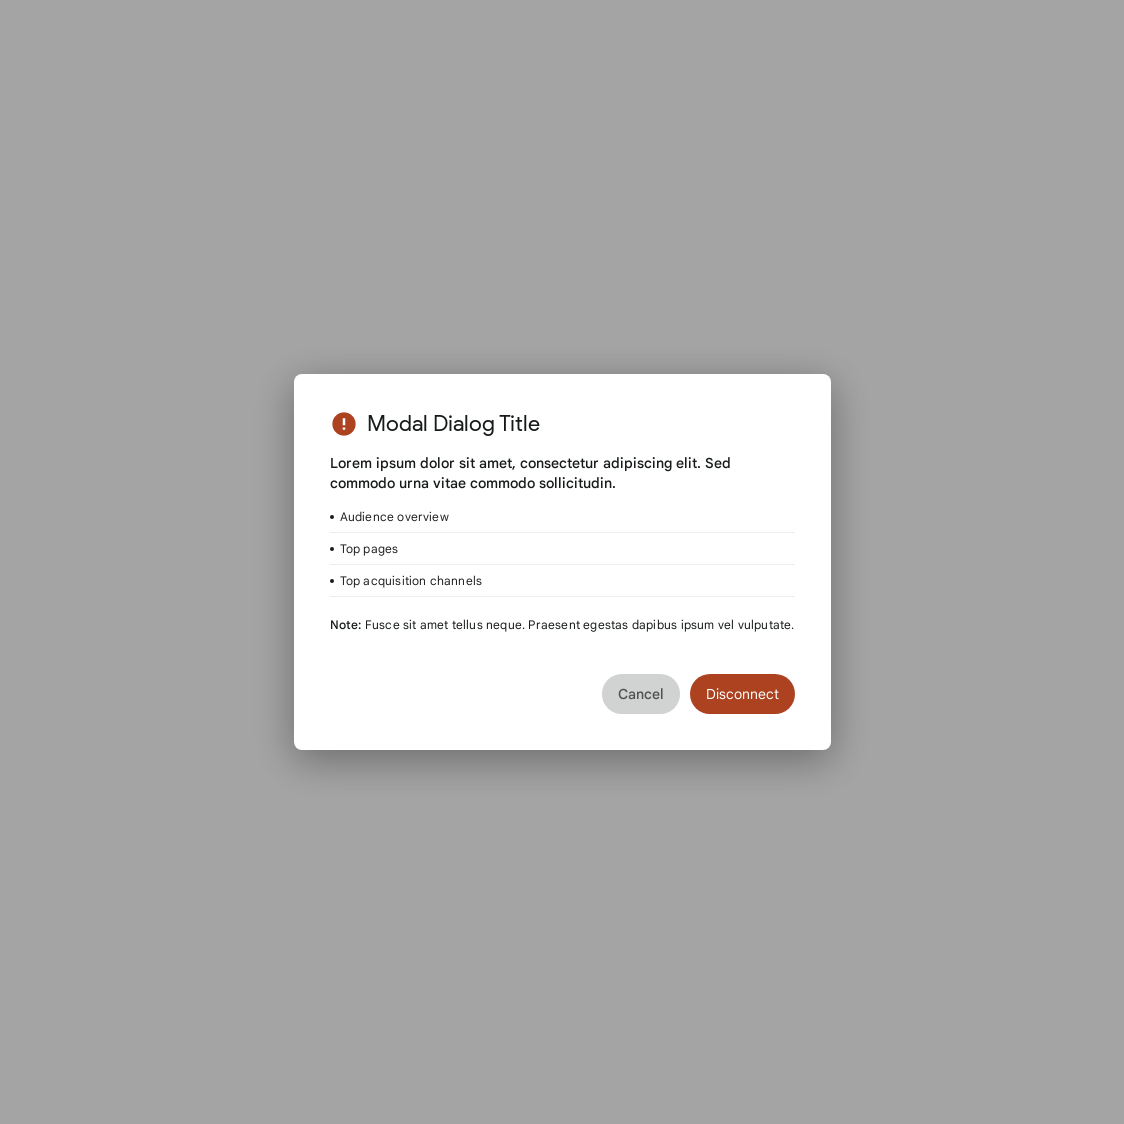 Modal Dialog Title
Lorem ipsum dolor sit amet, consectetur adipiscing elit. Sed
commodo urna vitae commodo sollicitudin.
• Audience overview
• Top pages
• Top acquisition channels
Note: Fusce sit amet tellus neque. Praesent egestas dapibus ipsum vel vulputate.
Cancel
Disconnect